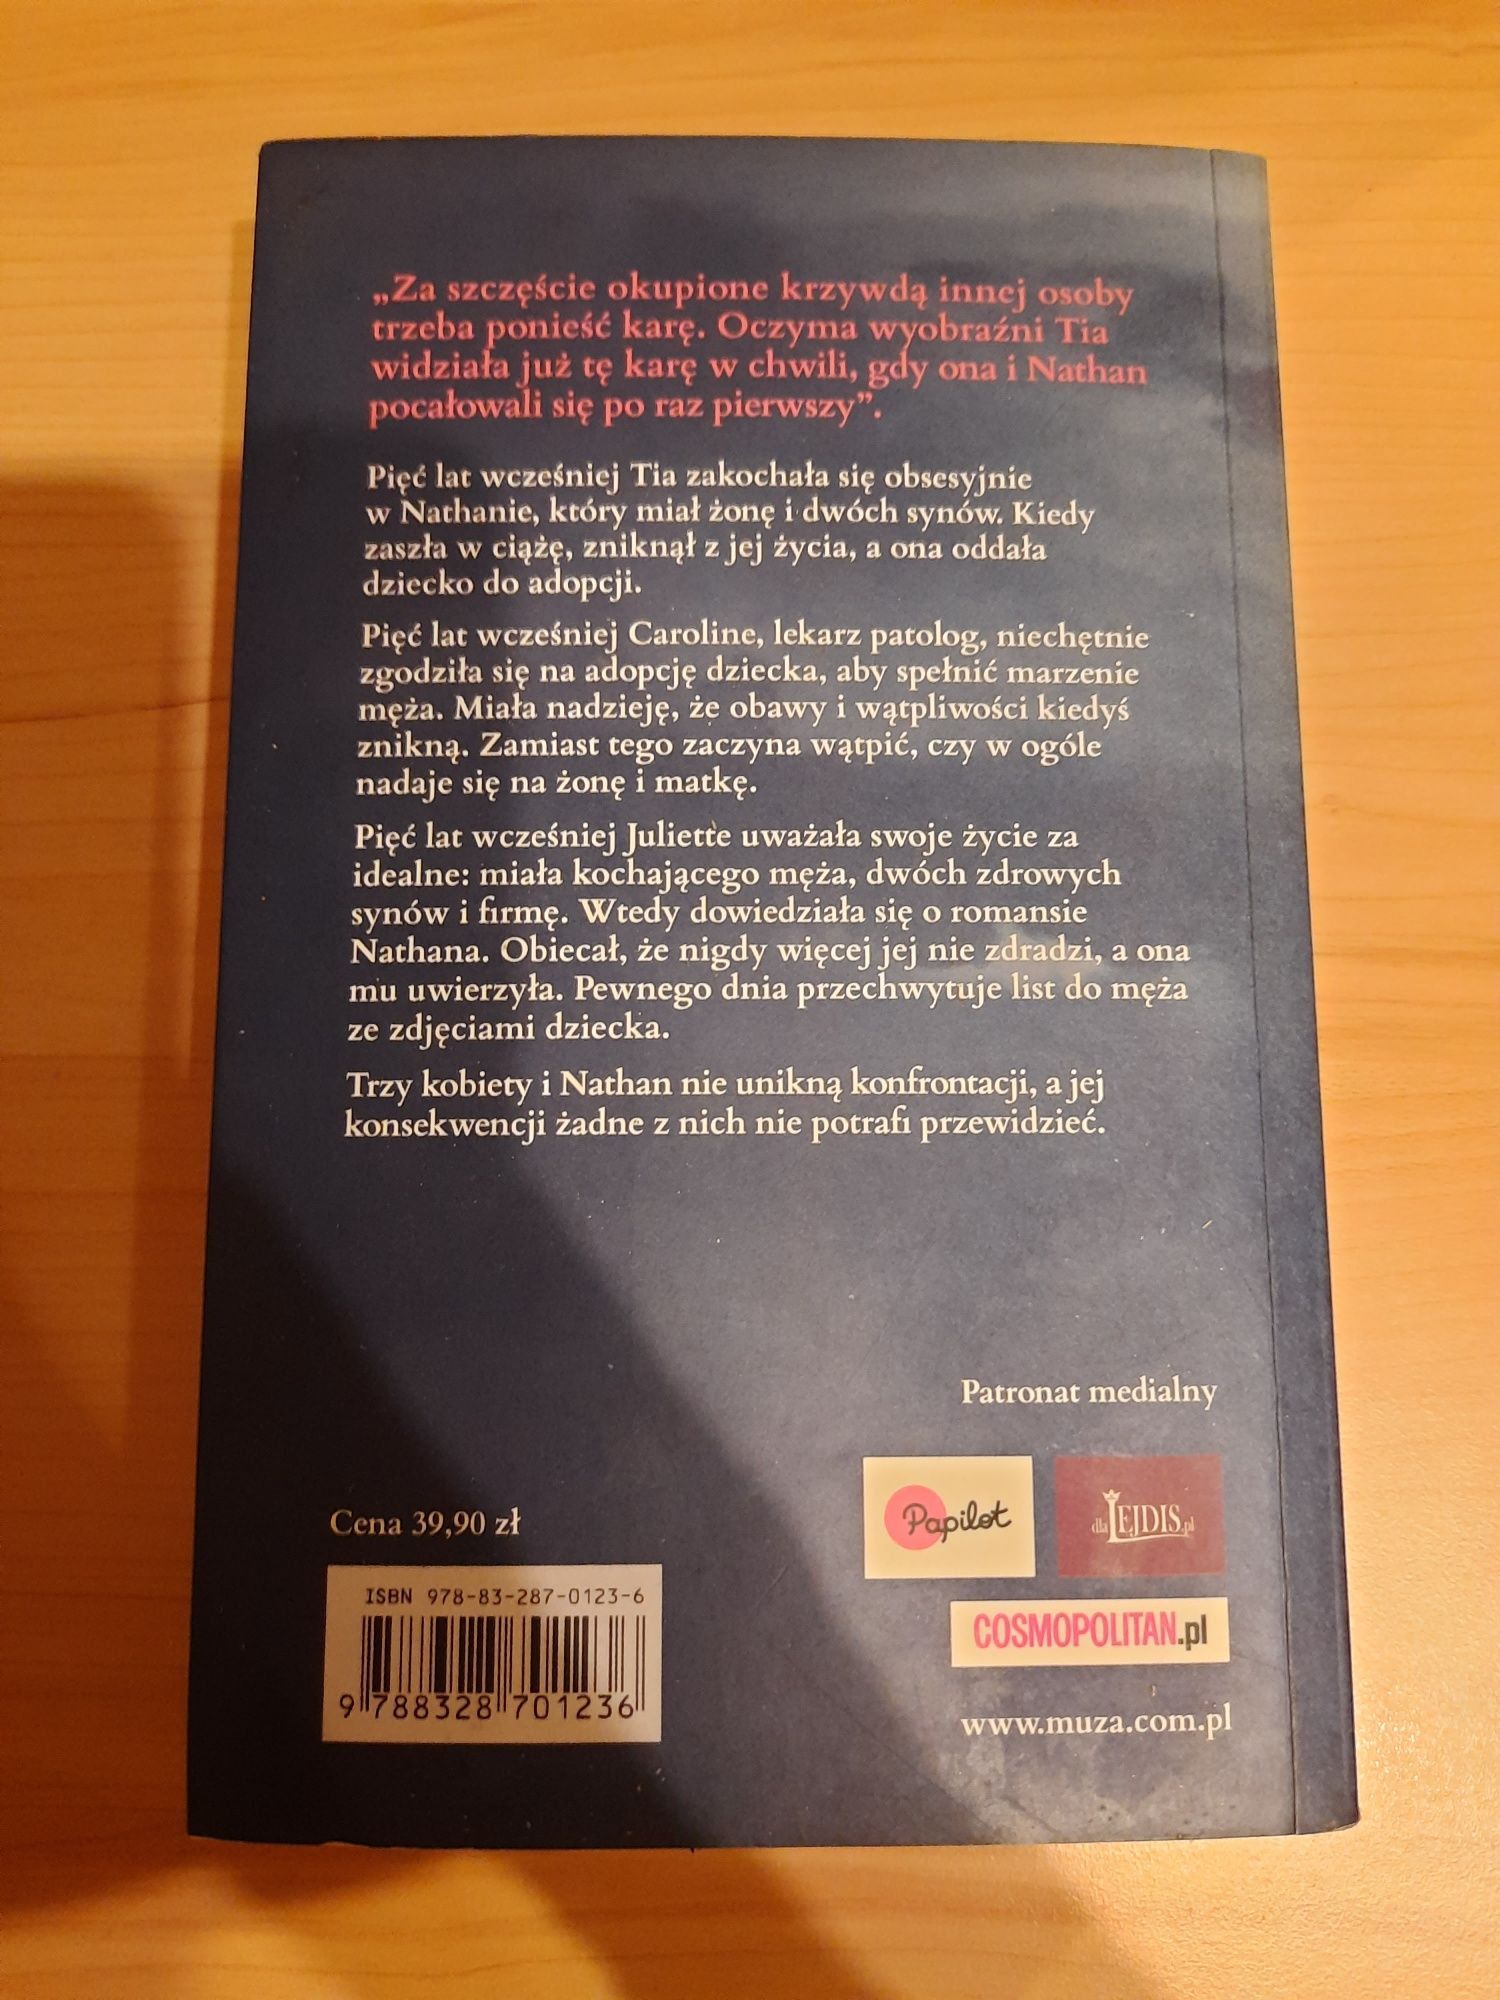 „Za szczęście okupione krzywdą innej osoby
trzeba ponieść karę. Oczyma wyobraźni Tia
widziała już tę karę w chwili, gdy ona i Nathan
pocałowali się po raz pierwszy”.
Pięć lat wcześniej Tia zakochała się obsesyjnie
w Nathanie, który miał żonę i dwóch synów. Kiedy
zaszła w ciążę, zniknął z jej życia, a ona oddała
dziecko do adopcji.
Pięć lat wcześniej Caroline, lekarz patolog, niechętnie
zgodziła się na adopcję dziecka, aby spełnić marzenie
męża. Miała nadzieję, że obawy i wątpliwości kiedyś
znikną. Zamiast tego zaczyna wątpić, czy w ogóle
nadaje się na żonę i matkę.
Pięć lat wcześniej Juliette uważała swoje życie za
idealne: miała kochającego męża, dwóch zdrowych
synów i firmę. Wtedy dowiedziała się o romansie
Nathana. Obiecał, że nigdy więcej jej nie zdradzi, a ona
mu uwierzyła. Pewnego dnia przechwytuje list do męża
ze zdjęciami dziecka.
Trzy kobiety i Nathan nie unikną konfrontacji, a jej
konsekwencji żadne z nich nie potrafi przewidzieć.
Patronat medialny
Papilot
dla LEJDIS.pl
COSMOPOLITAN.pl
www.muza.com.pl
Cena 39,90 zł
ISBN 978-83-287-0123-6
9 788328 701236